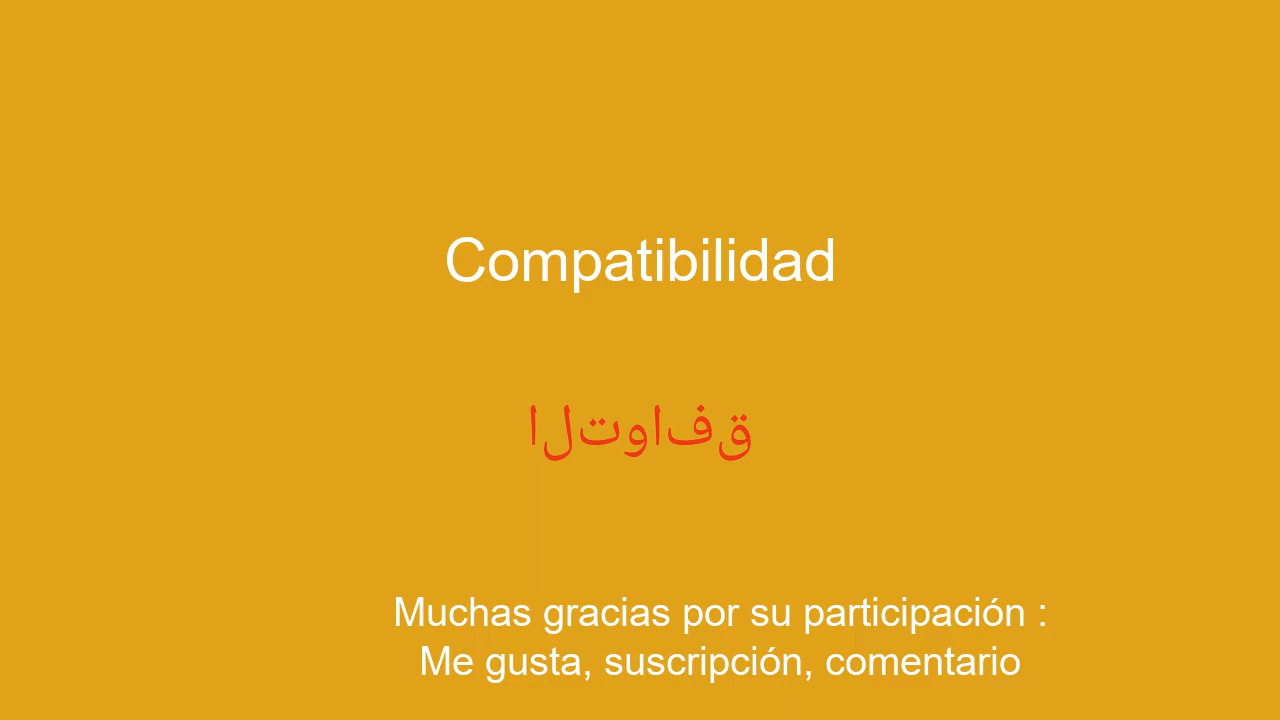 Compatibilidad
التوافق
Muchas gracias por su participación :
Me gusta, suscripción, comentario